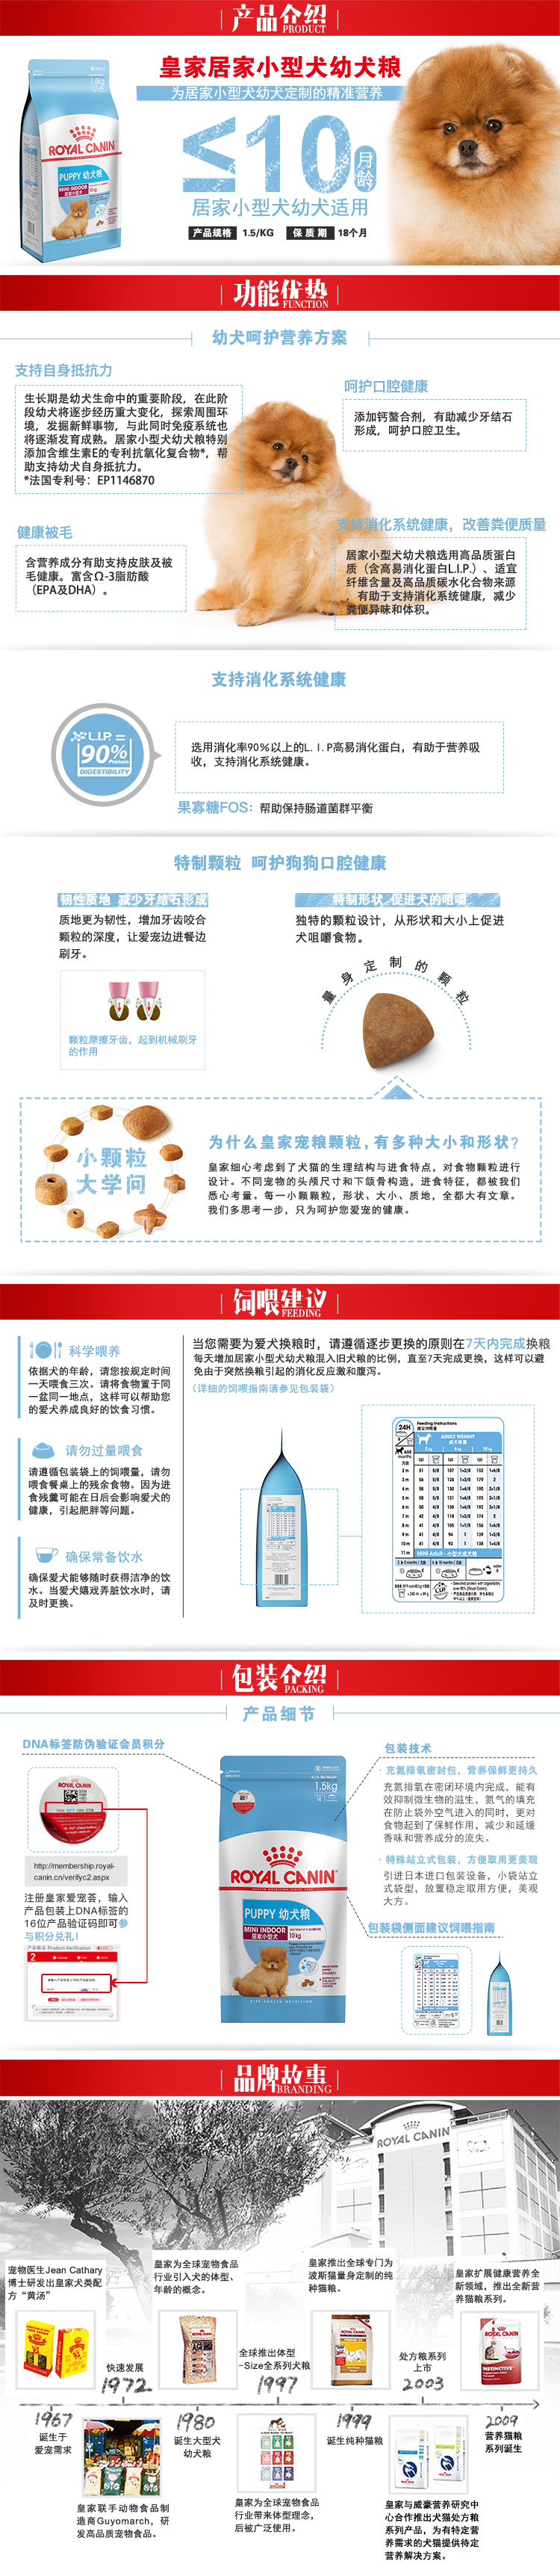 产品介绍
PRODUCT
皇家居家小型犬幼犬粮
为居家小型犬幼犬定制的精准营养
≤10月龄
居家小型犬幼犬适用
产品规格 1.5/KG 保质期 18个月
1.5kg
ROYAL CANIN
PUPPY 幼犬粮
MINI INDOOR
居家小型犬
功能优势
FUNCTION
幼犬呵护营养方案
支持自身抵抗力
生长期是幼犬生命中的重要阶段，在此阶
段幼犬将逐步经历重大变化，探索周围环
境，发掘新鲜事物，与此同时免疫系统也
将逐渐发育成熟。居家小型犬幼犬粮特别
添加含维生素E的专利抗氧化复合物*，帮
助支持幼犬自身抵抗力。
*法国专利号：EP1146870
呵护口腔健康
添加钙螯合剂，有助减少牙结石
形成，呵护口腔卫生。
健康被毛
含营养成分有助支持皮肤及被
毛健康。富含Ω-3脂肪酸
（EPA及DHA）。
支持消化系统健康，改善粪便质量
居家小型犬幼犬粮选用高品质蛋白
质（含高易消化蛋白L.I.P.）、适宜
纤维含量及高品质碳水化合物来源
，有助于支持消化系统健康，减少
粪便异味和体积。
支持消化系统健康
L.I.P.=
90%
Protein
DIGESTIBILITY
选用消化率90%以上的L.I.P高易消化蛋白，有助于营养吸
收，支持消化系统健康。
果寡糖FOS：帮助保持肠道菌群平衡
特制颗粒 呵护狗狗口腔健康
韧性质地 减少牙结石形成
质地更为韧性，增加牙齿咬合
颗粒的深度，让爱宠边进餐边
刷牙。
颗粒摩擦牙齿，起到机械刷牙
的作用
特制形状 促进犬的咀嚼
独特的颗粒设计，从形状和大小上促进
犬咀嚼食物。
量身定制的颗粒
小颗粒
大学问
为什么皇家宠粮颗粒，有多种大小和形状？
皇家细心考虑到了犬猫的生理结构与进食特点，对食物颗粒进行
设计。不同宠物的头颅尺寸和下颌骨构造，进食特征，都被我们
悉心考量。每一小颗颗粒，形状、大小、质地，全都大有文章。
我们多思考一步，只为呵护您爱宠的健康。
饲喂建议
FEEDING
科学喂养
依据犬的年龄，请您按规定时间
一天喂食三次。请将食物置于同
一盆同一地点，这样可以帮助您
的爱犬养成良好的饮食习惯。
请勿过量喂食
请遵循包装袋上的饲喂量，请勿
喂食餐桌上的残余食物。因为进
食残羹可能在日后会影响爱犬的
健康，引起肥胖等问题。
确保常备饮水
确保爱犬能够随时获得洁净的饮
水。当爱犬嬉戏弄脏饮水时，请
及时更换。
当您需要为爱犬换粮时，请遵循逐步更换的原则在7天内完成换粮
每天增加居家小型犬幼犬粮混入旧犬粮的比例，直至7天完成更换，这样可以避
免由于突然换粮引起的消化反应激和腹泻。
（详细的饲喂指南请参见包装袋）
24H
Feeding Instructions
建议饲喂量
ADULT WEIGHT
成犬体重
AGE
MINI Adult - 小型犬成犬粮
包装介绍
PACKING
产品细节
DNA标签防伪验证会员积分
ROYAL CANIN
http://membership.royal-
canin.cn/verifyc2.aspx
注册皇家爱宠荟，输入
产品包装上DNA标签的
16位产品验证码即可参
与积分兑礼！
产品验证 Product Verification
1.5kg
ROYAL CANIN
PUPPY 幼犬粮
MINI INDOOR
居家小型犬
10kg
SIZE HEALTH NUTRITION
包装技术
· 充氮排氧密封包，营养保鲜更持久
充氮排氧在密闭环境内完成，能有
效抑制微生物的滋生，氮气的填充
在防止袋外空气进入的同时，更对
食物起到了保鲜作用，减少和延缓
香味和营养成分的流失。
· 特殊站立式包装，方便取用更美观
引进日本进口包装设备，小袋站立
式袋型，放置稳定取用方便，美观
大方。
包装袋侧面建议饲喂指南
品牌故事
BRANDING
ROYAL CANIN
宠物医生Jean Cathary
博士研发出皇家犬类配
方“黄汤”
皇家为全球宠物食品
行业引入犬的体型、
年龄的概念。
皇家推出全球专门为
波斯猫量身定制的纯
种猫粮。
皇家扩展健康营养全
新领域，推出全新营
养猫粮系列。
快速发展
1972
全球推出体型
-Size全系列犬粮
1997
处方粮系列
上市
2003
1967
诞生于
爱宠需求
1980
诞生大型犬
幼犬粮
1999
诞生纯种猫粮
2009
营养猫粮
系列诞生
皇家联手动物食品制
造商Guyomarch，研
发高品质宠物食品。
皇家为全球宠物食品
行业带来体型理念，
后被广泛使用。
皇家与威豪营养研究中
心合作推出犬猫处方粮
系列产品，为有特定营
养需求的犬猫提供待定
营养解决方案。